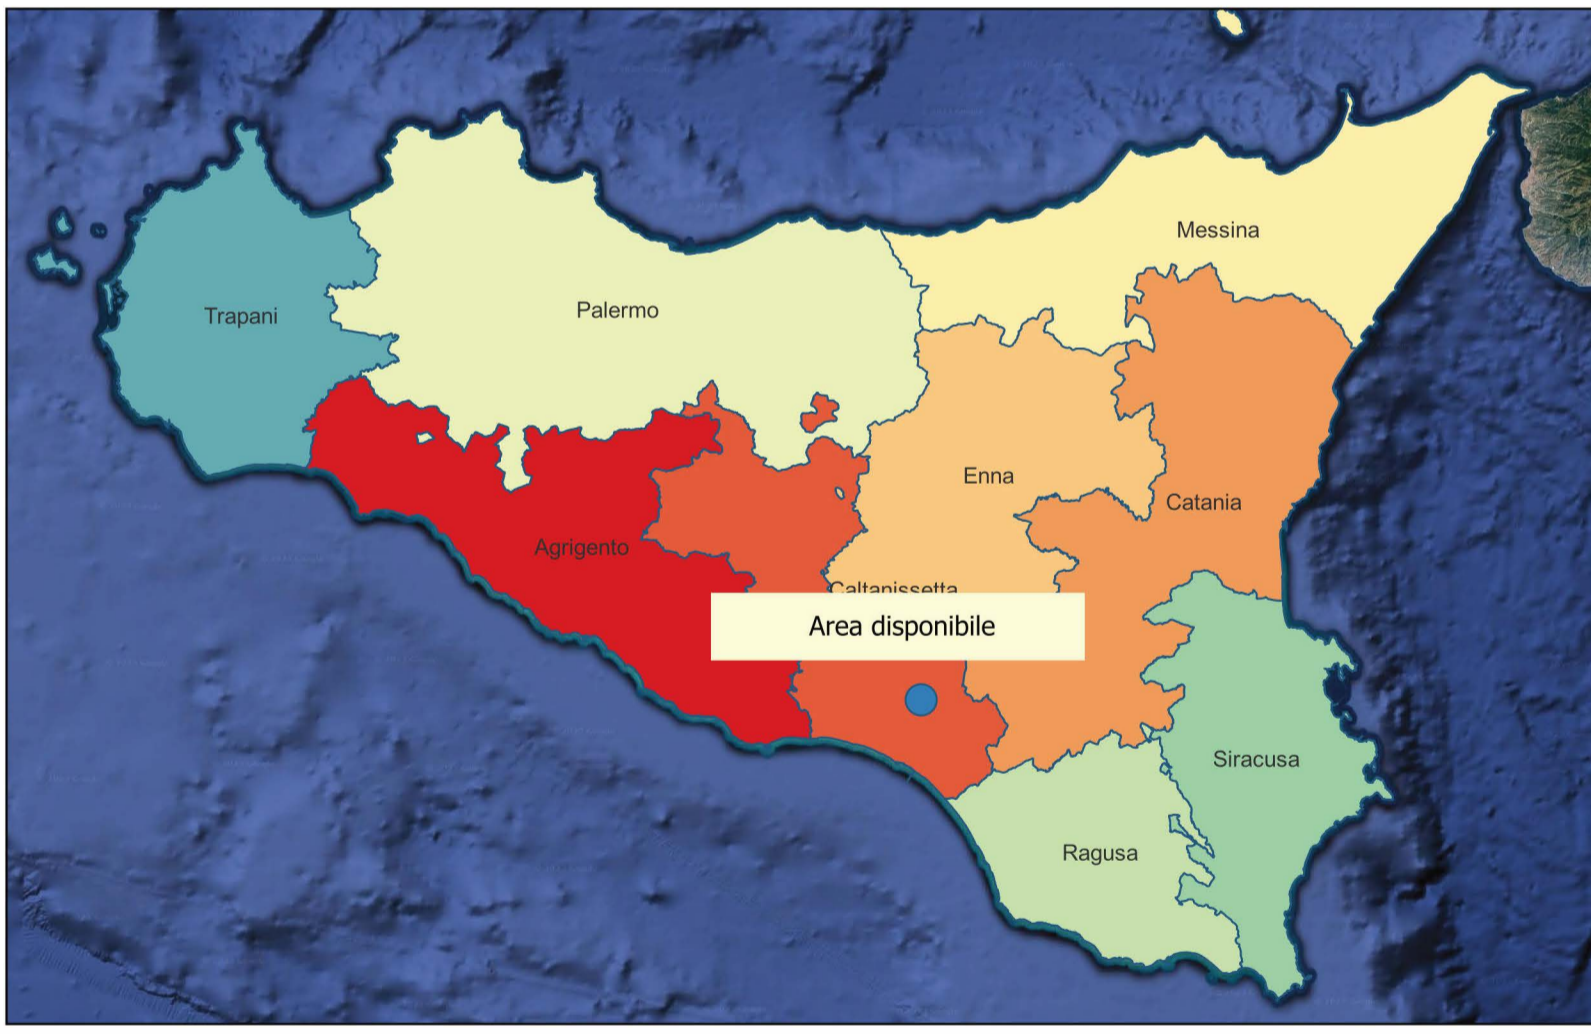 Messina
Palermo
Trapani
Enna
Catania
Agrigento
Caltanissetta
Area disponibile
Siracusa
Ragusa